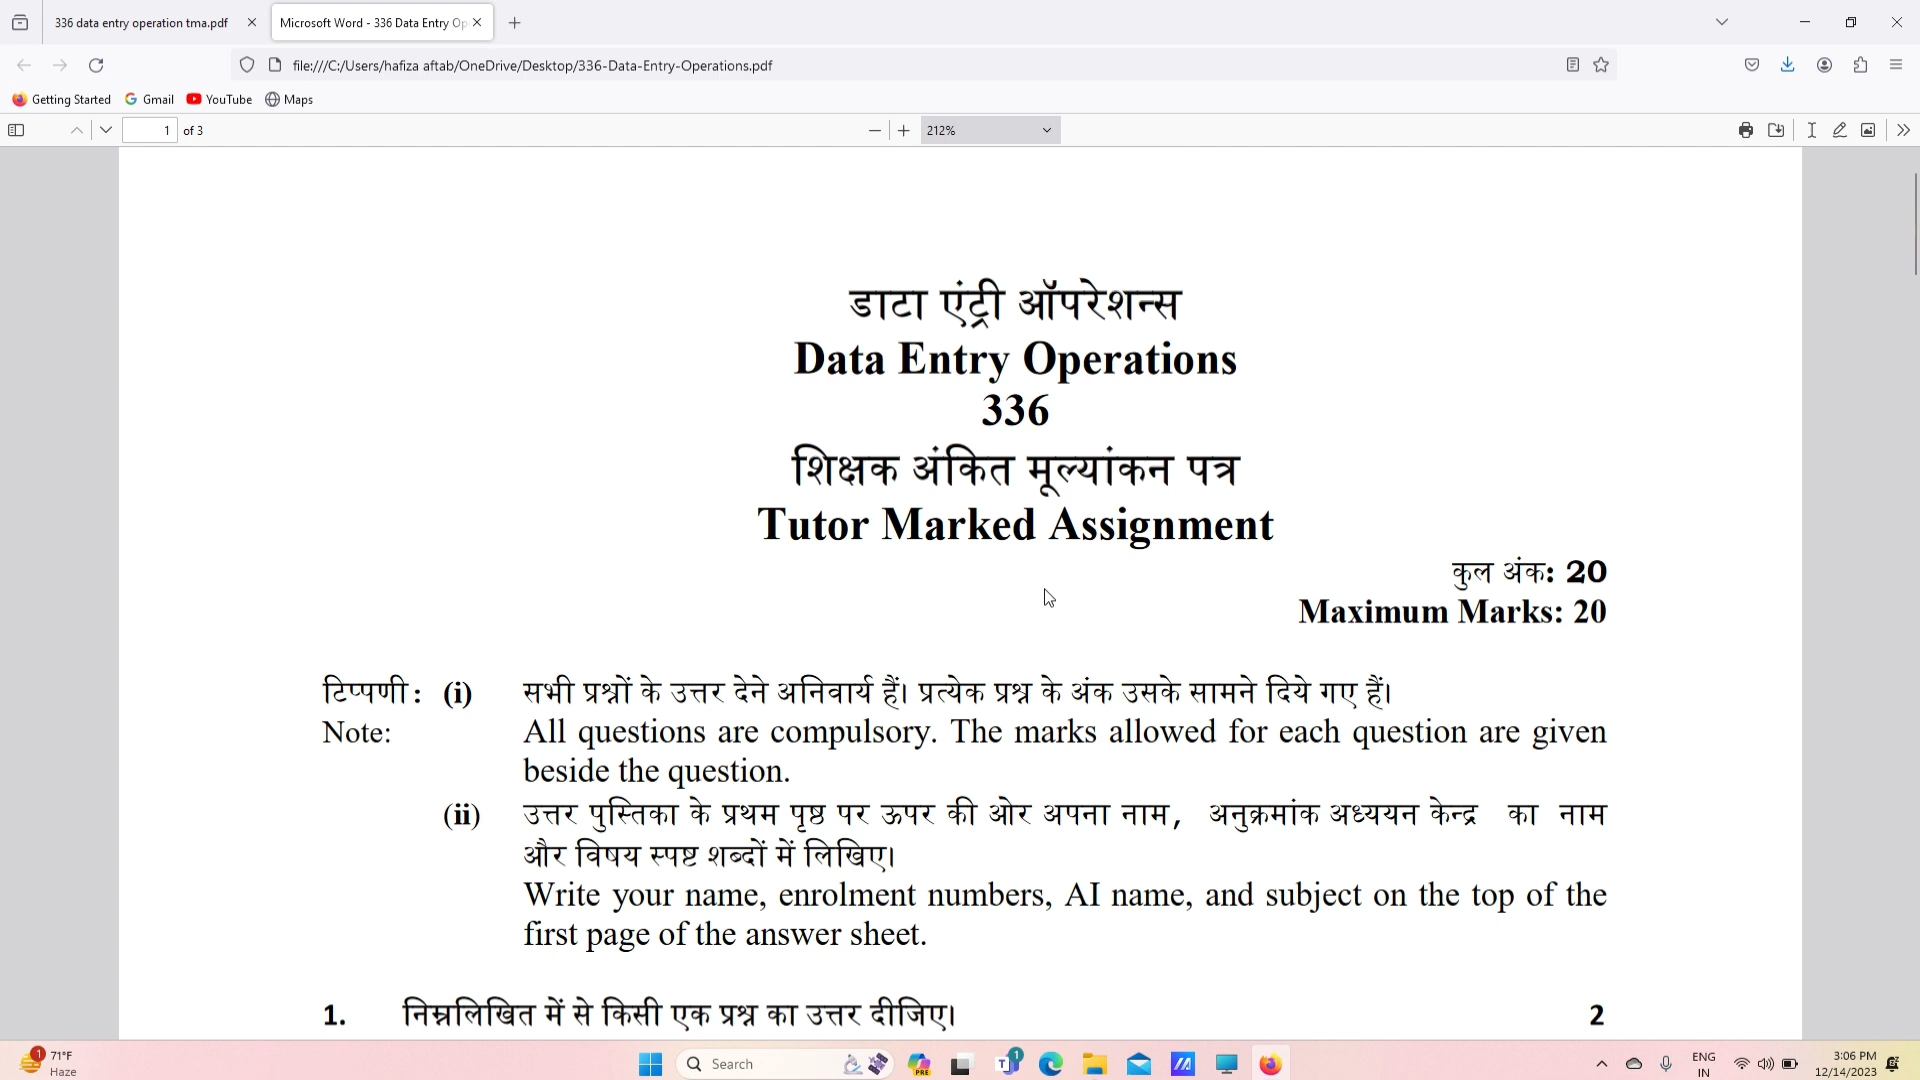 336 data entry operation tma.pdf
Microsoft Word - 336 Data Entry Op
file:///C:/Users/hafiza aftab/OneDrive/Desktop/336-Data-Entry-Operations.pdf
Getting Started Gmail YouTube Maps
1 of 3 212%
डाटा एंट्री ऑपरेशन्स
Data Entry Operations
336
शिक्षक अंकित मूल्यांकन पत्र
Tutor Marked Assignment
कुल अंक: 20
Maximum Marks: 20
टिप्पणी: (i) सभी प्रश्नों के उत्तर देने अनिवार्य हैं। प्रत्येक प्रश्न के अंक उसके सामने दिये गए हैं।
Note: All questions are compulsory. The marks allowed for each question are given
beside the question.
(ii) उत्तर पुस्तिका के प्रथम पृष्ठ पर ऊपर की ओर अपना नाम, अनुक्रमांक अध्ययन केन्द्र का नाम
और विषय स्पष्ट शब्दों में लिखिए।
Write your name, enrolment numbers, AI name, and subject on the top of the
first page of the answer sheet.
1. निम्नलिखित में से किसी एक प्रश्न का उत्तर दीजिए। 2
1 71°F
Haze
Search
PRE
1
ENG
IN
3:06 PM
12/14/2023